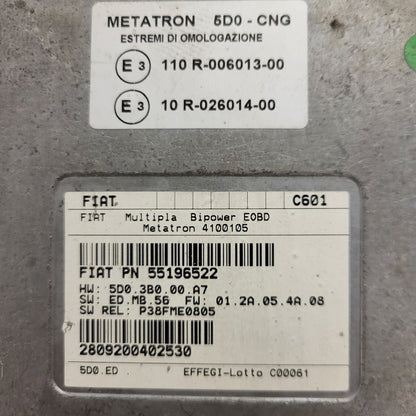 METATRON 5D0 - CNG
ESTREMI DI OMOLOGAZIONE
E 3 110 R-006013-00
E 3 10 R-026014-00
FIAT C601
FIAT Multipla Bipower EOBD
Metatron 4100105
FIAT PN 55196522
HW: 5D0.3B0.00.A7
SW: ED.MB.56 FW: 01.2A.05.4A.08
SW REL: P38FME0805
2809200402530
5D0.ED EFFEGI-Lotto C00061